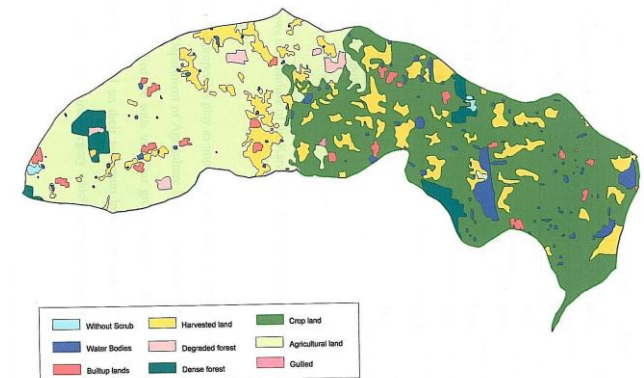 Without Scrub
Harvested land
Crop land
Water Bodies
Degraded forest
Agricultural land
Builtup lands
Dense forest
Gullied